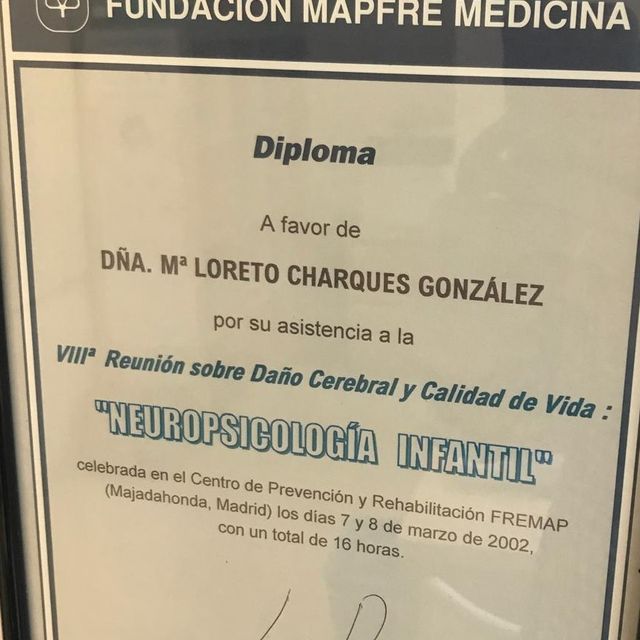 FUNDACIÓN MAPFRE MEDICINA
Diploma
A favor de
DÑA. Mª LORETO CHARQUES GONZÁLEZ
por su asistencia a la
VIIIª Reunión sobre Daño Cerebral y Calidad de Vida :
"NEUROPSICOLOGÍA INFANTIL"
celebrada en el Centro de Prevención y Rehabilitación FREMAP
(Majadahonda, Madrid) los días 7 y 8 de marzo de 2002,
con un total de 16 horas.